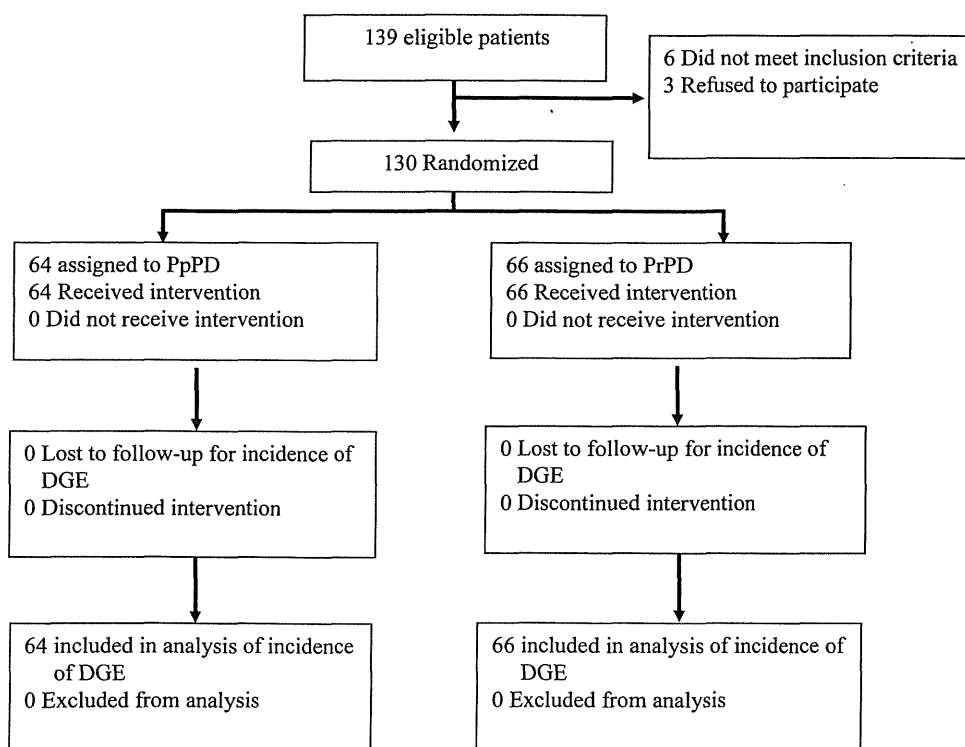 139 eligible patients
6 Did not meet inclusion criteria
3 Refused to participate
130 Randomized
64 assigned to PpPD
64 Received intervention
0 Did not receive intervention
66 assigned to PrPD
66 Received intervention
0 Did not receive intervention
0 Lost to follow-up for incidence of
DGE
0 Discontinued intervention
0 Lost to follow-up for incidence of
DGE
0 Discontinued intervention
64 included in analysis of incidence
of DGE
0 Excluded from analysis
66 included in analysis of incidence of
DGE
0 Excluded from analysis